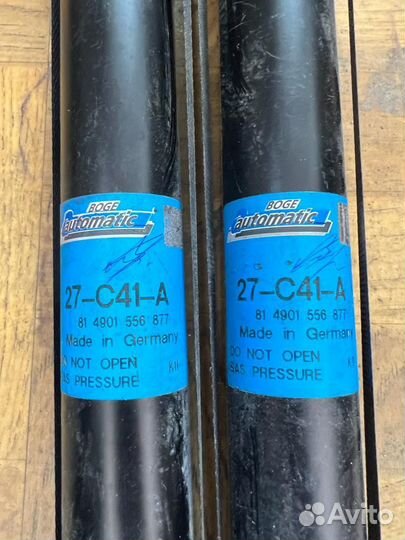 BOGE
automatic
27-C41-A
81 4901 556 877
Made in Germany
DO NOT OPEN
GAS PRESSURE
BOGE
automatic
27-C41-A
81 4901 556 877
Made in Germany
DO NOT OPEN
GAS PRESSURE
Avito